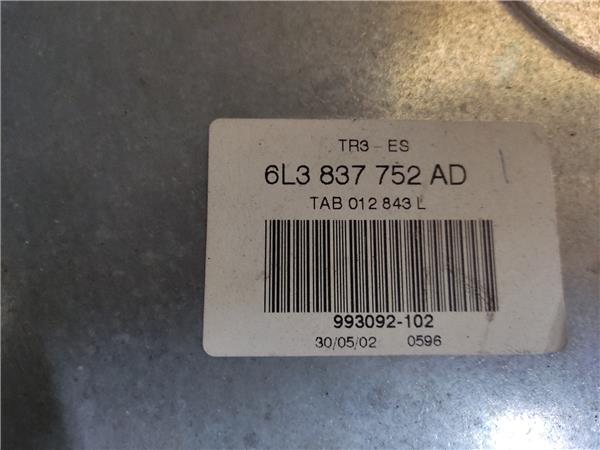 TR3 - ES
6L3 837 752 AD
TAB 012 843 L
993092-102
30/05/02 0596